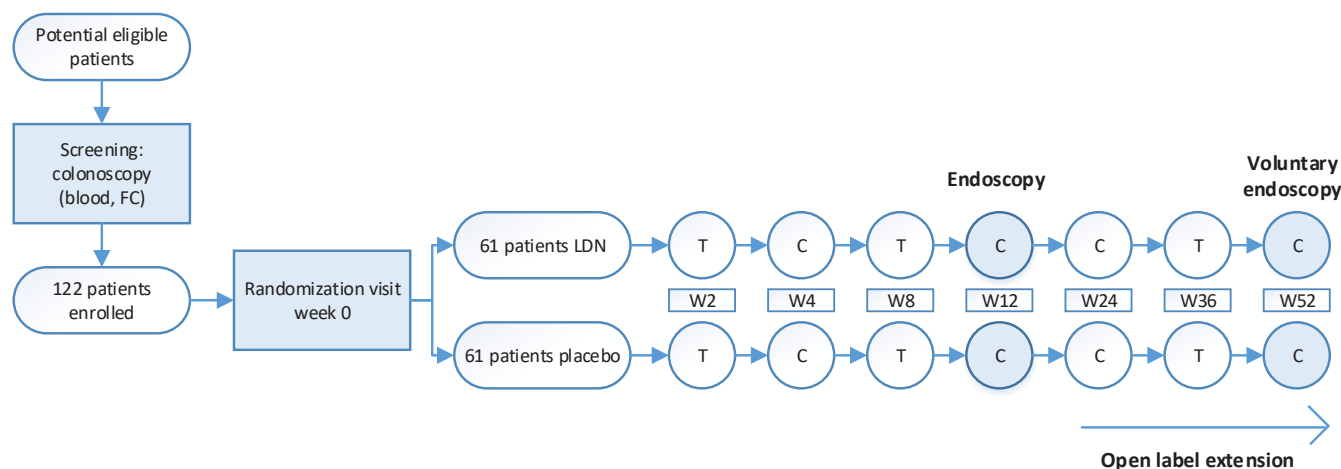 Potential eligible
patients
Screening:
colonoscopy
(blood, FC)
122 patients
enrolled
Randomization visit
week 0
Endoscopy
Voluntary
endoscopy
61 patients LDN
T
C
T
C
C
T
C
W2
W4
W8
W12
W24
W36
W52
61 patients placebo
T
C
T
C
C
T
C
Open label extension